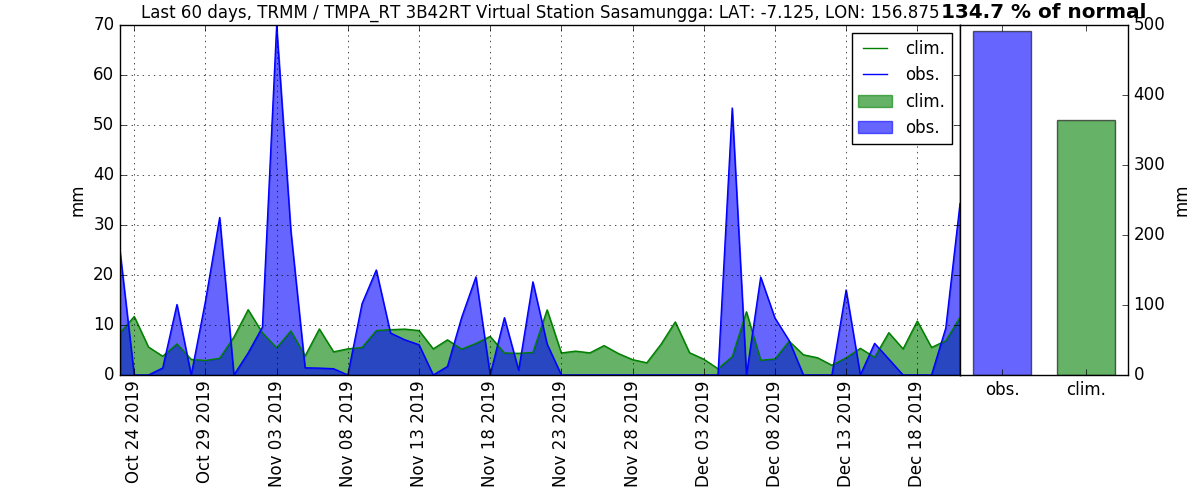 Last 60 days, TRMM / TMPA_RT 3B42RT Virtual Station Sasamungga: LAT: -7.125, LON: 156.875
134.7 % of normal
clim.
obs.
clim.
obs.
mm
70
60
50
40
30
20
10
0
Oct 24 2019
Oct 29 2019
Nov 03 2019
Nov 08 2019
Nov 13 2019
Nov 18 2019
Nov 23 2019
Nov 28 2019
Dec 03 2019
Dec 08 2019
Dec 13 2019
Dec 18 2019
500
400
300
200
100
0
mm
obs.
clim.